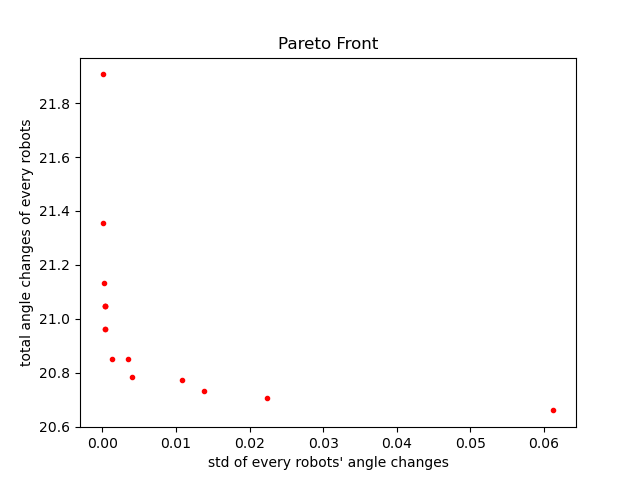 Pareto Front
total angle changes of every robots
21.8
21.6
21.4
21.2
21.0
20.8
20.6
0.00 0.01 0.02 0.03 0.04 0.05 0.06
std of every robots' angle changes